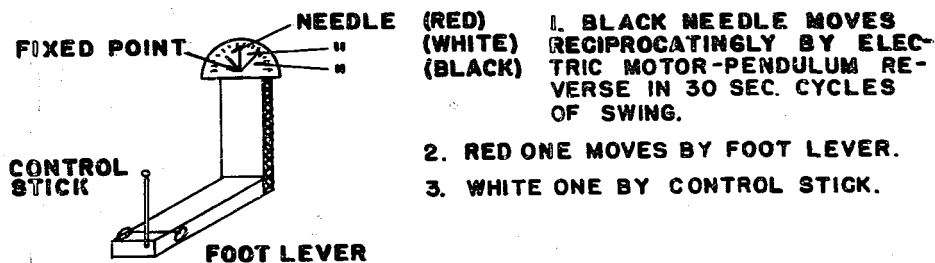 NEEDLE (RED)
FIXED POINT " (WHITE)
" (BLACK)
1. BLACK NEEDLE MOVES
RECIPROCATINGLY BY ELEC-
TRIC MOTOR-PENDULUM RE-
VERSE IN 30 SEC. CYCLES
OF SWING.
2. RED ONE MOVES BY FOOT LEVER.
3. WHITE ONE BY CONTROL STICK.
CONTROL
STICK
FOOT LEVER